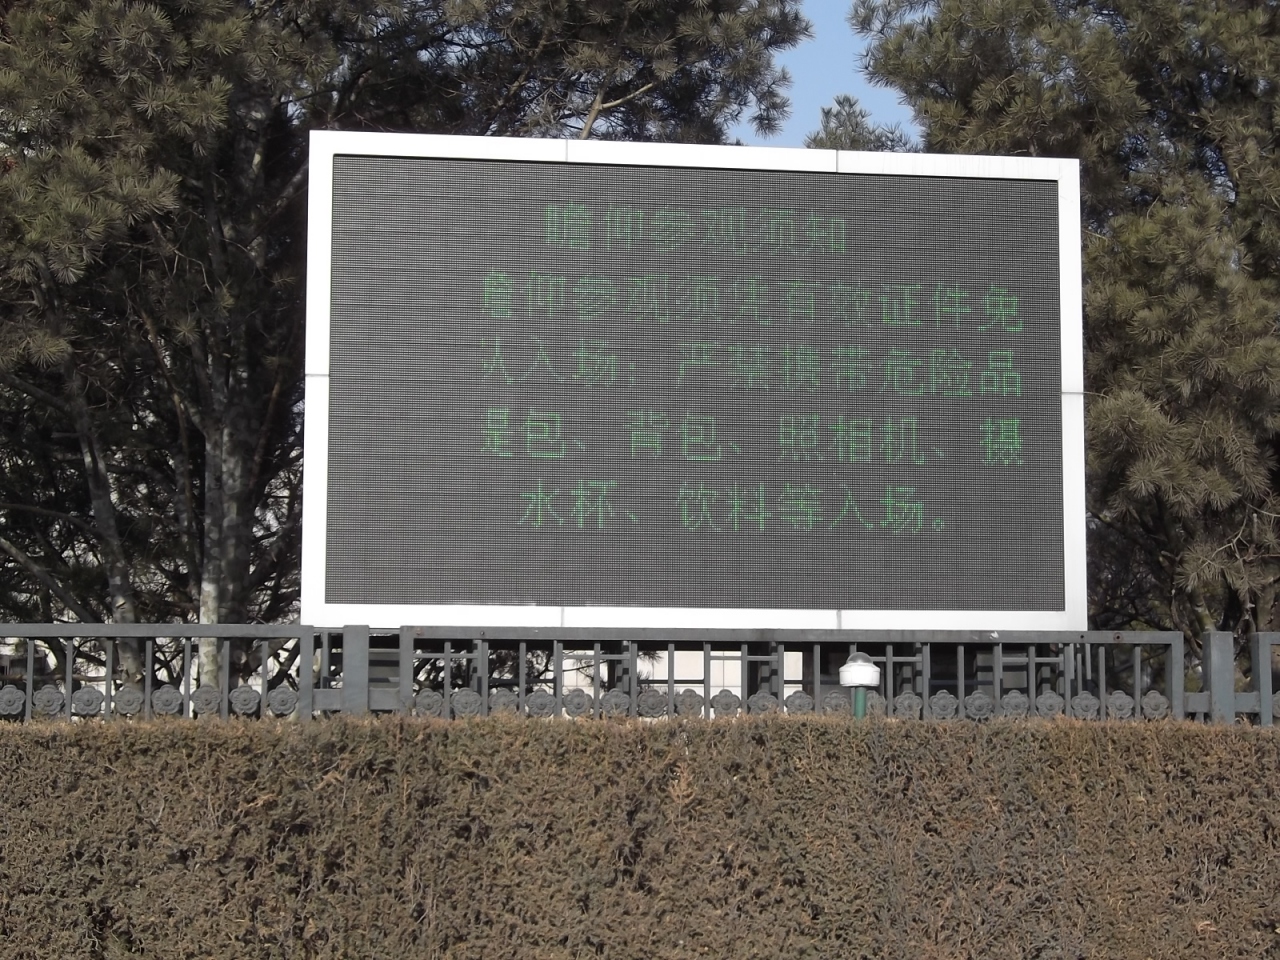 瞻仰参观须知
瞻仰参观须凭有效证件免
认入场；严禁携带危险品
提包、背包、照相机、摄
水杯、饮料等入场。